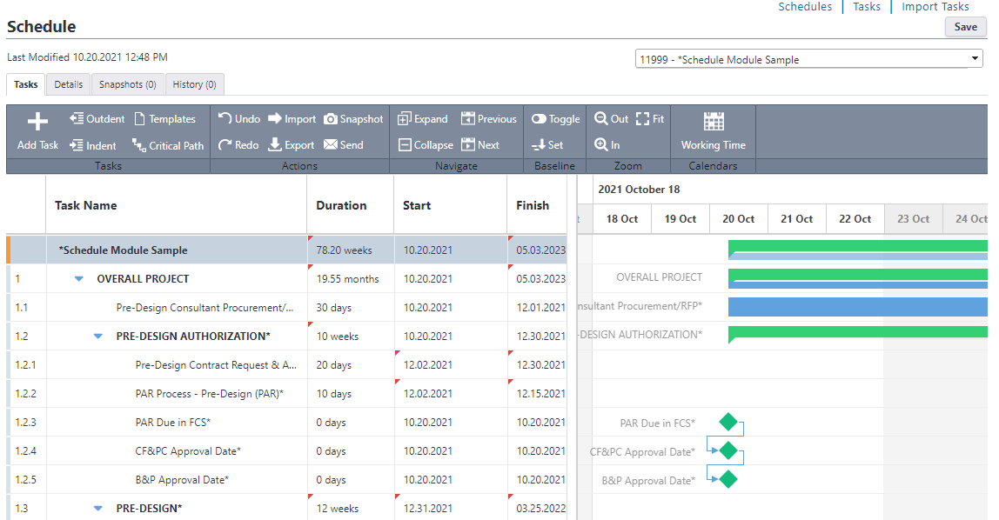 Schedules | Tasks | Import Tasks
Schedule
Save
Last Modified 10.20.2021 12:48 PM
11999 - *Schedule Module Sample
Tasks Details Snapshots (0) History (0)
Outdent Templates Undo Import Snapshot Expand Previous Toggle Out Fit
Add Task Indent Critical Path Redo Export Send Collapse Next Set In Working Time
Tasks Actions Navigate Baseline Zoom Calendars
2021 October 18
Task Name Duration Start Finish
18 Oct 19 Oct 20 Oct 21 Oct 22 Oct 23 Oct 24 Oct
*Schedule Module Sample 78.20 weeks 10.20.2021 05.03.2023
1 OVERALL PROJECT 19.55 months 10.20.2021 05.03.2023 OVERALL PROJECT
1.1 Pre-Design Consultant Procurement/... 30 days 10.20.2021 12.01.2021 nsultant Procurement/RFP*
1.2 PRE-DESIGN AUTHORIZATION* 10 weeks 10.20.2021 12.30.2021 -DESIGN AUTHORIZATION*
1.2.1 Pre-Design Contract Request & A... 20 days 12.02.2021 12.30.2021
1.2.2 PAR Process - Pre-Design (PAR)* 10 days 12.02.2021 12.15.2021
1.2.3 PAR Due in FCS* 0 days 10.20.2021 10.20.2021 PAR Due in FCS*
1.2.4 CF&PC Approval Date* 0 days 10.20.2021 10.20.2021 CF&PC Approval Date*
1.2.5 B&P Approval Date* 0 days 10.20.2021 10.20.2021 B&P Approval Date*
1.3 PRE-DESIGN* 12 weeks 12.31.2021 03.25.2022